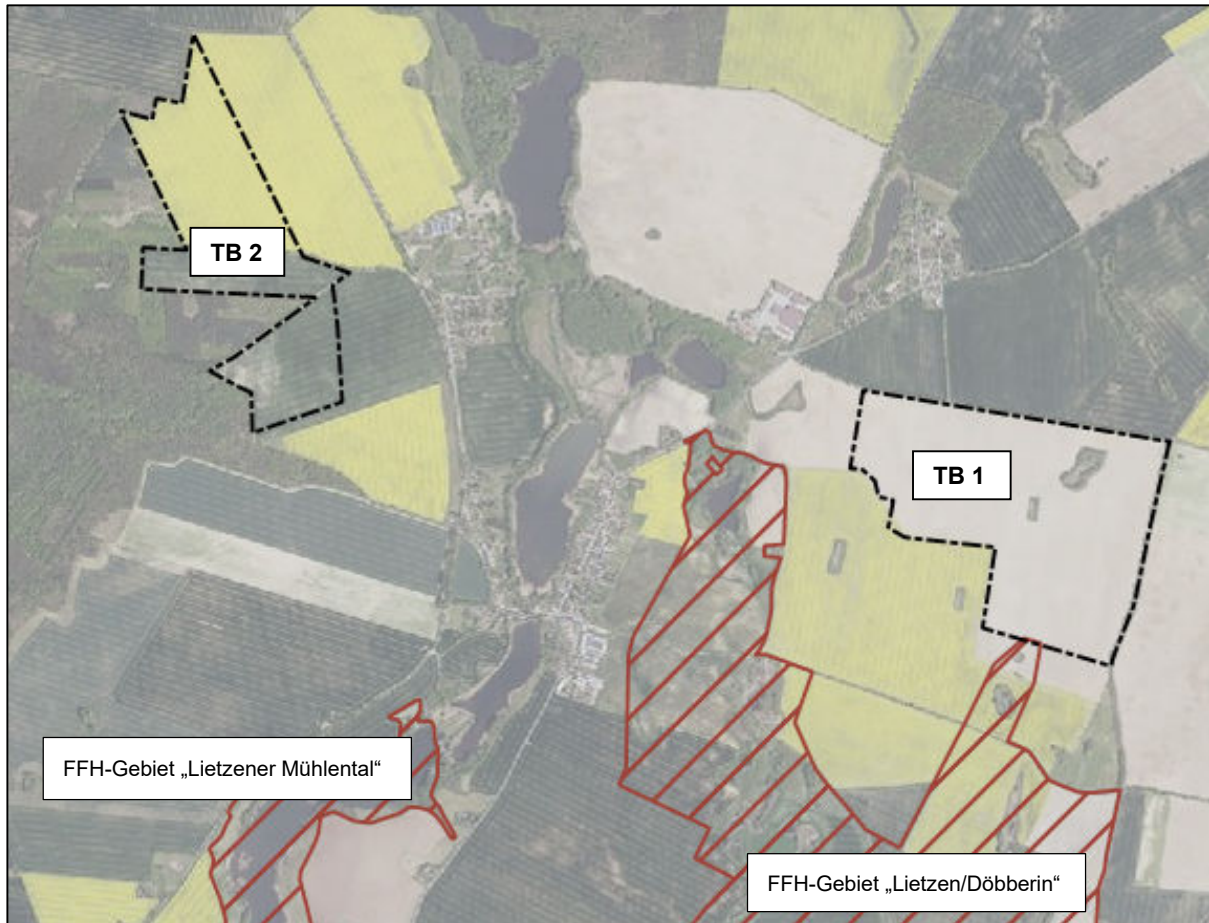 TB 2
TB 1
FFH-Gebiet „Lietzener Mühlental“
FFH-Gebiet „Lietzen/Döbberin“